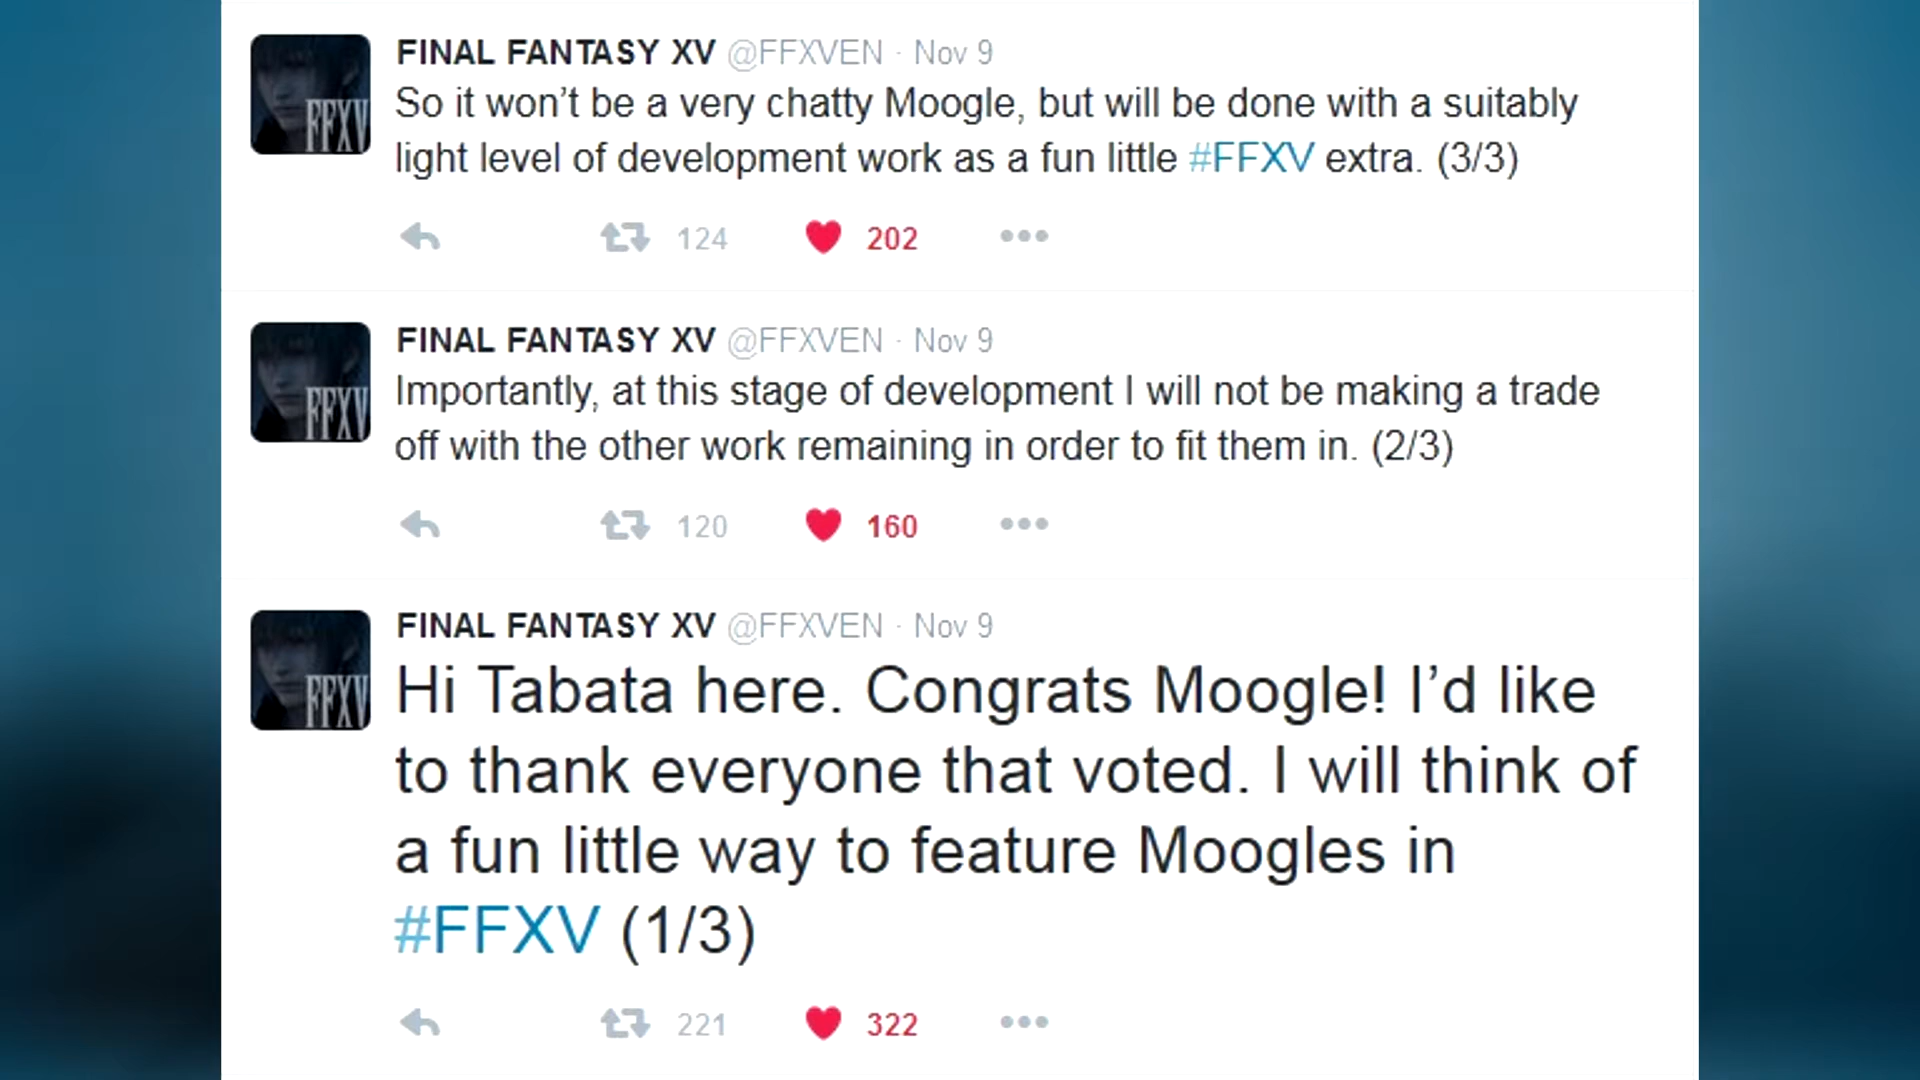 FINAL FANTASY XV @FFXVEN · Nov 9
So it won’t be a very chatty Moogle, but will be done with a suitably
light level of development work as a fun little #FFXV extra. (3/3)
FFXV
124 202
FINAL FANTASY XV @FFXVEN · Nov 9
Importantly, at this stage of development I will not be making a trade
off with the other work remaining in order to fit them in. (2/3)
FFXV
120 160
FINAL FANTASY XV @FFXVEN · Nov 9
Hi Tabata here. Congrats Moogle! I’d like
to thank everyone that voted. I will think of
a fun little way to feature Moogles in
#FFXV (1/3)
FFXV
221 322